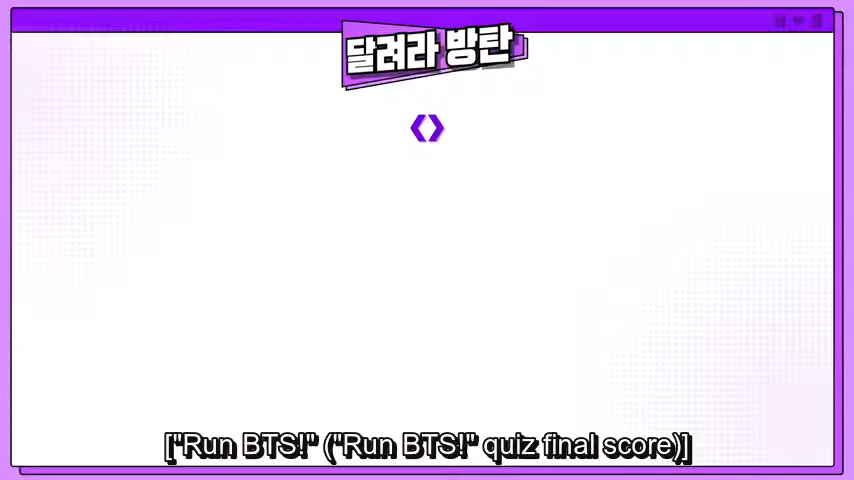 달려라 방탄
《》
["Run BTS!" ("Run BTS!" quiz final score)]